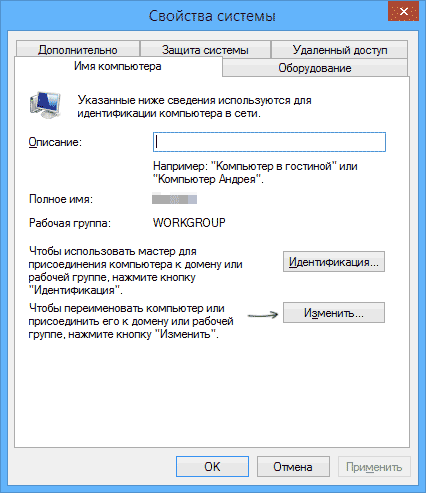 Свойства системы
Дополнительно
Защита системы
Удаленный доступ
Имя компьютера
Оборудование
Указанные ниже сведения используются для
идентификации компьютера в сети.
Описание:
Например: "Компьютер в гостиной" или
"Компьютер Андрея".
Полное имя:
Рабочая группа: WORKGROUP
Чтобы использовать мастер для
присоединения компьютера к домену или
рабочей группе, нажмите кнопку
"Идентификация".
Идентификация...
Чтобы переименовать компьютер или
присоединить его к домену или рабочей
группе, нажмите кнопку "Изменить".
Изменить...
OK
Отмена
Применить